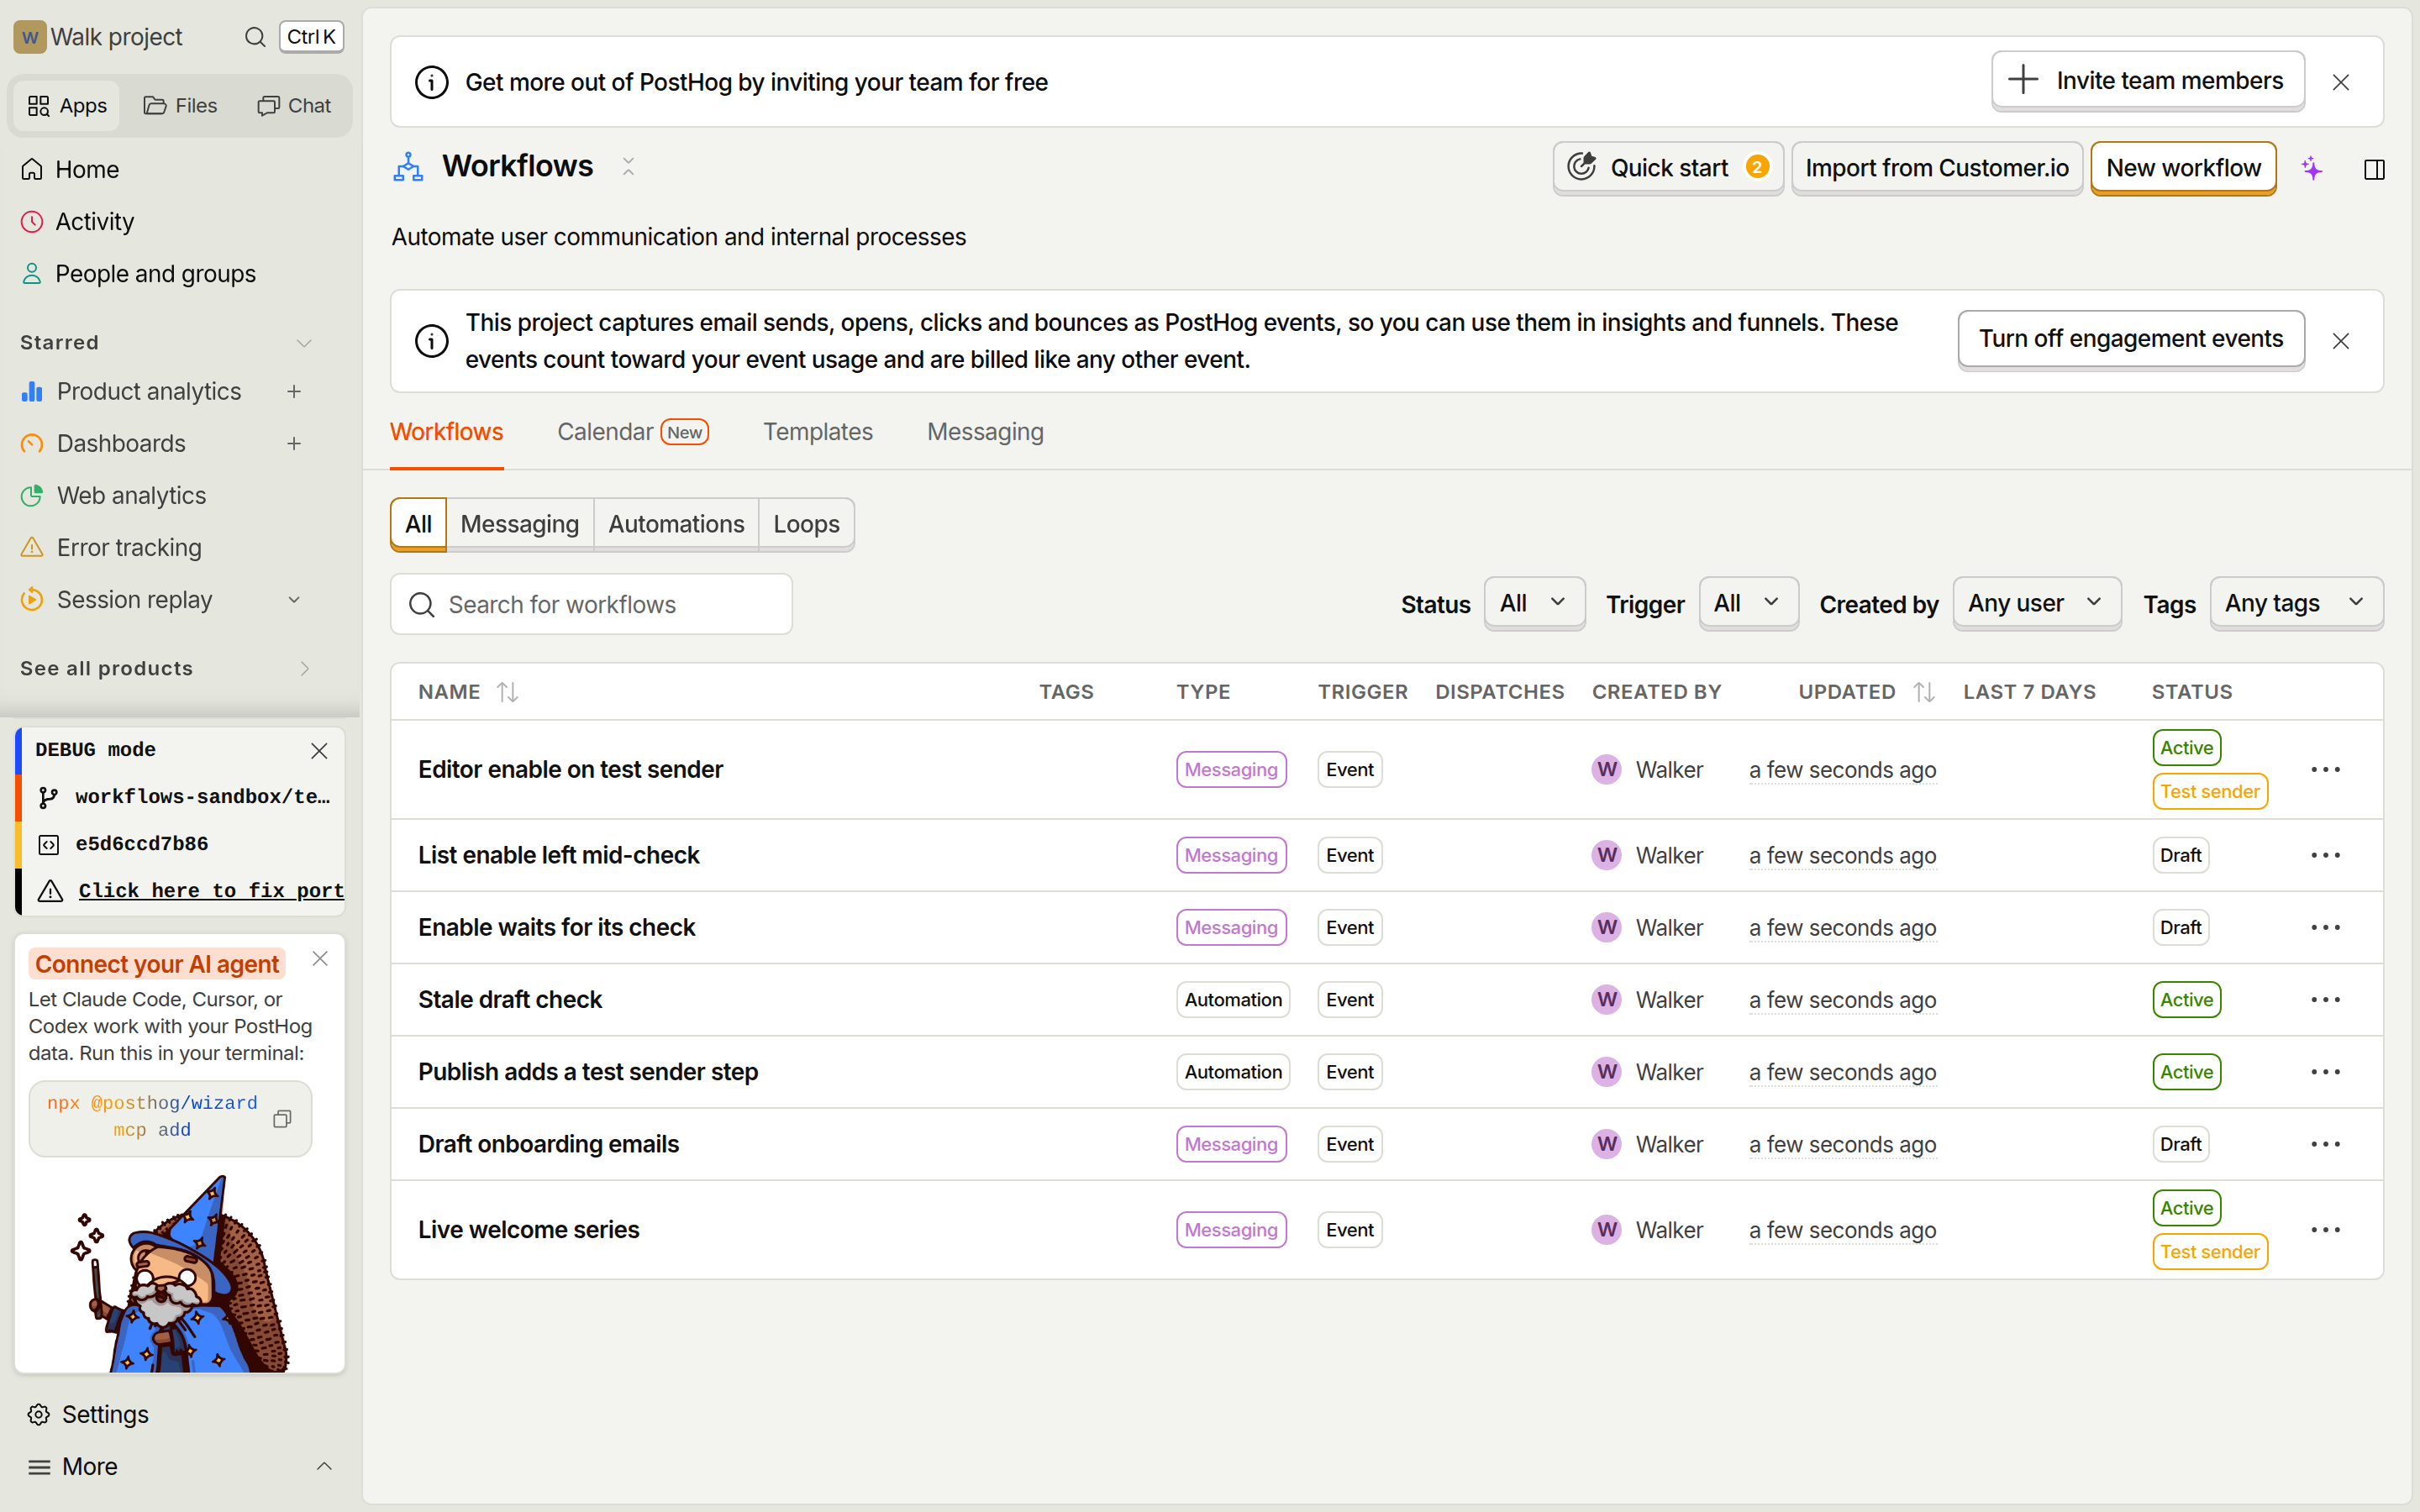 W Walk project Ctrl K
Apps Files Chat
Home
Activity
People and groups
Starred
Product analytics
Dashboards
Web analytics
Error tracking
Session replay
See all products
DEBUG mode
workflows-sandbox/te…
e5d6ccd7b86
Click here to fix port
Connect your AI agent
Let Claude Code, Cursor, or
Codex work with your PostHog
data. Run this in your terminal:
npx @posthog/wizard
mcp add
Settings
More
Get more out of PostHog by inviting your team for free
Invite team members
Workflows
Quick start 2
Import from Customer.io
New workflow
Automate user communication and internal processes
This project captures email sends, opens, clicks and bounces as PostHog events, so you can use them in insights and funnels. These
events count toward your event usage and are billed like any other event.
Turn off engagement events
Workflows Calendar New Templates Messaging
All Messaging Automations Loops
Search for workflows
Status All Trigger All Created by Any user Tags Any tags
NAME TAGS TYPE TRIGGER DISPATCHES CREATED BY UPDATED LAST 7 DAYS STATUS
Editor enable on test sender Messaging Event W Walker a few seconds ago Active
Test sender
List enable left mid-check Messaging Event W Walker a few seconds ago Draft
Enable waits for its check Messaging Event W Walker a few seconds ago Draft
Stale draft check Automation Event W Walker a few seconds ago Active
Publish adds a test sender step Automation Event W Walker a few seconds ago Active
Draft onboarding emails Messaging Event W Walker a few seconds ago Draft
Live welcome series Messaging Event W Walker a few seconds ago Active
Test sender